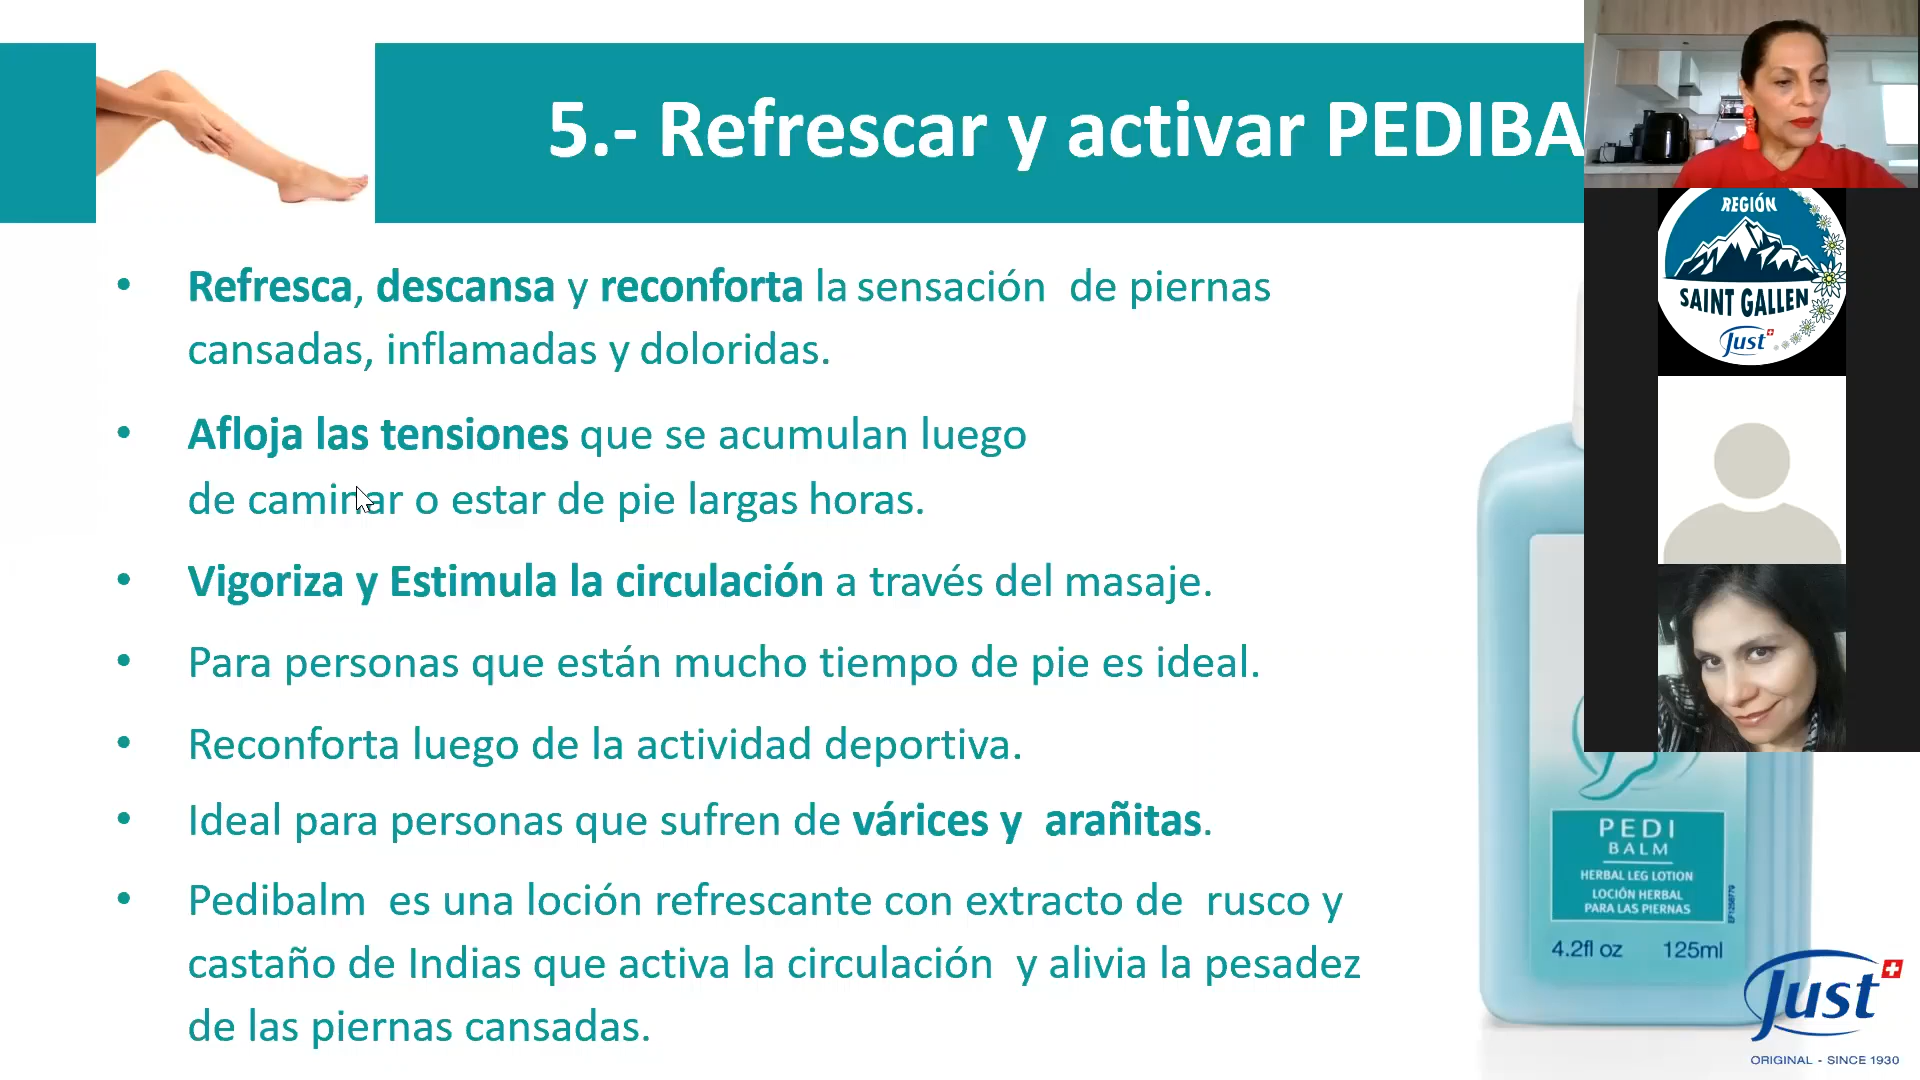 5.- Refrescar y activar PEDIBA
• Refresca, descansa y reconforta la sensación de piernas
cansadas, inflamadas y doloridas.
• Afloja las tensiones que se acumulan luego
de caminar o estar de pie largas horas.
• Vigoriza y Estimula la circulación a través del masaje.
• Para personas que están mucho tiempo de pie es ideal.
• Reconforta luego de la actividad deportiva.
• Ideal para personas que sufren de várices y arañitas.
• Pedibalm es una loción refrescante con extracto de rusco y
castaño de Indias que activa la circulación y alivia la pesadez
de las piernas cansadas.
REGIÓN
SAINT GALLEN
Just
PEDI
BALM
HERBAL LEG LOTION
LOCIÓN HERBAL
PARA LAS PIERNAS
4.2fl oz 125ml
Just
ORIGINAL - SINCE 1930